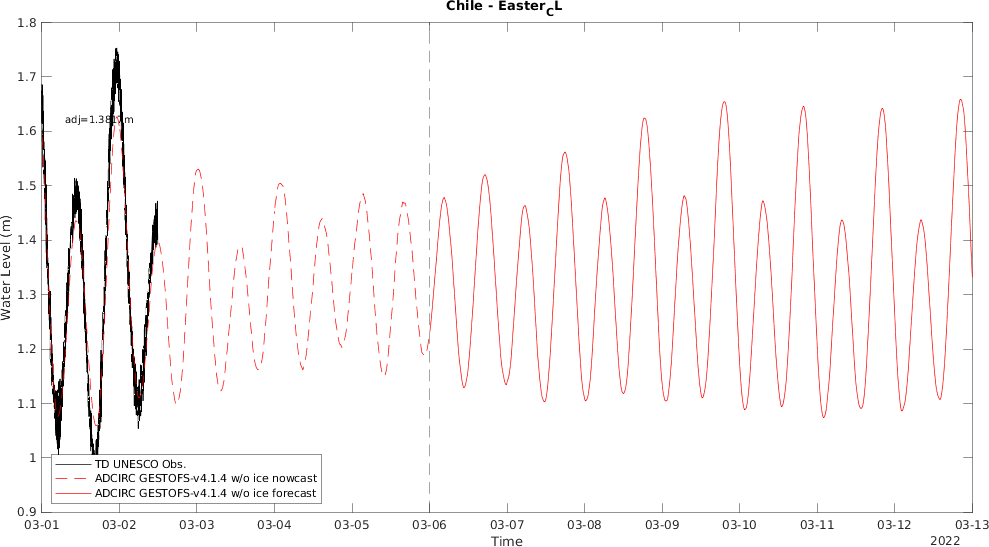 Chile - Easter_CL
1.8
1.7
1.6
1.5
1.4
1.3
1.2
1.1
1
0.9
Water Level (m)
TD UNESCO Obs.
ADCIRC GESTOFS-v4.1.4 w/o ice nowcast
ADCIRC GESTOFS-v4.1.4 w/o ice forecast
03-01 03-02 03-03 03-04 03-05 03-06 03-07 03-08 03-09 03-10 03-11 03-12 03-13
Time
2022